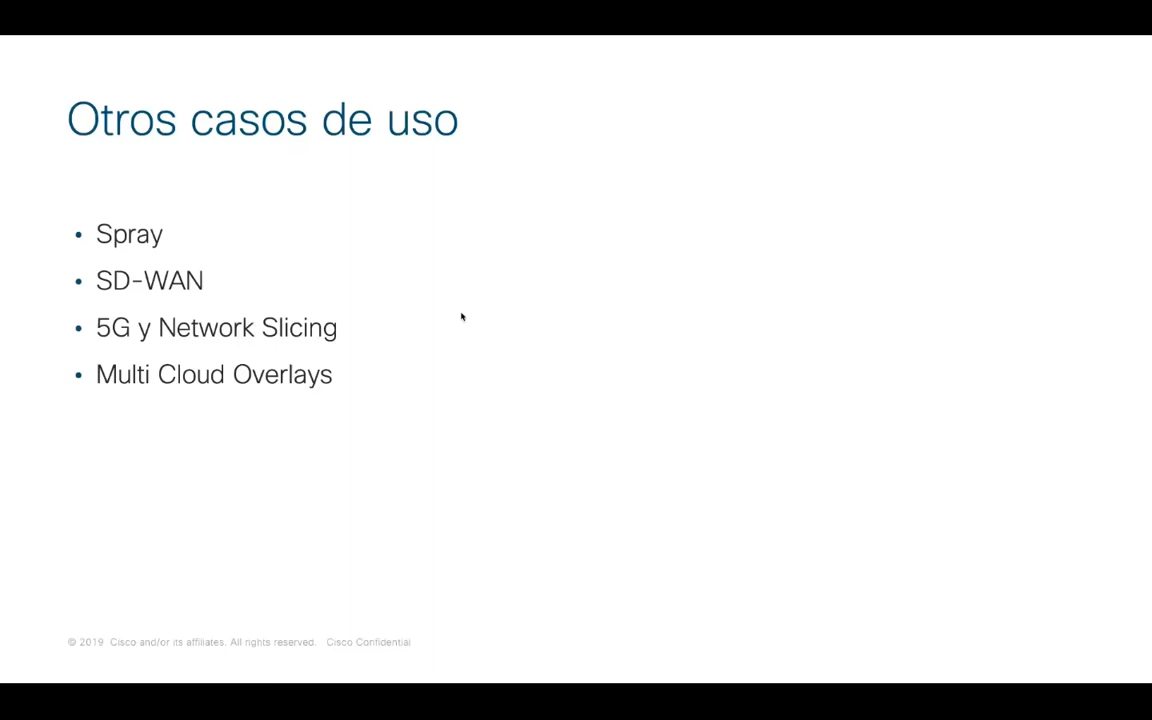 Otros casos de uso
• Spray
• SD-WAN
• 5G y Network Slicing
• Multi Cloud Overlays
© 2019 Cisco and/or its affiliates. All rights reserved. Cisco Confidential